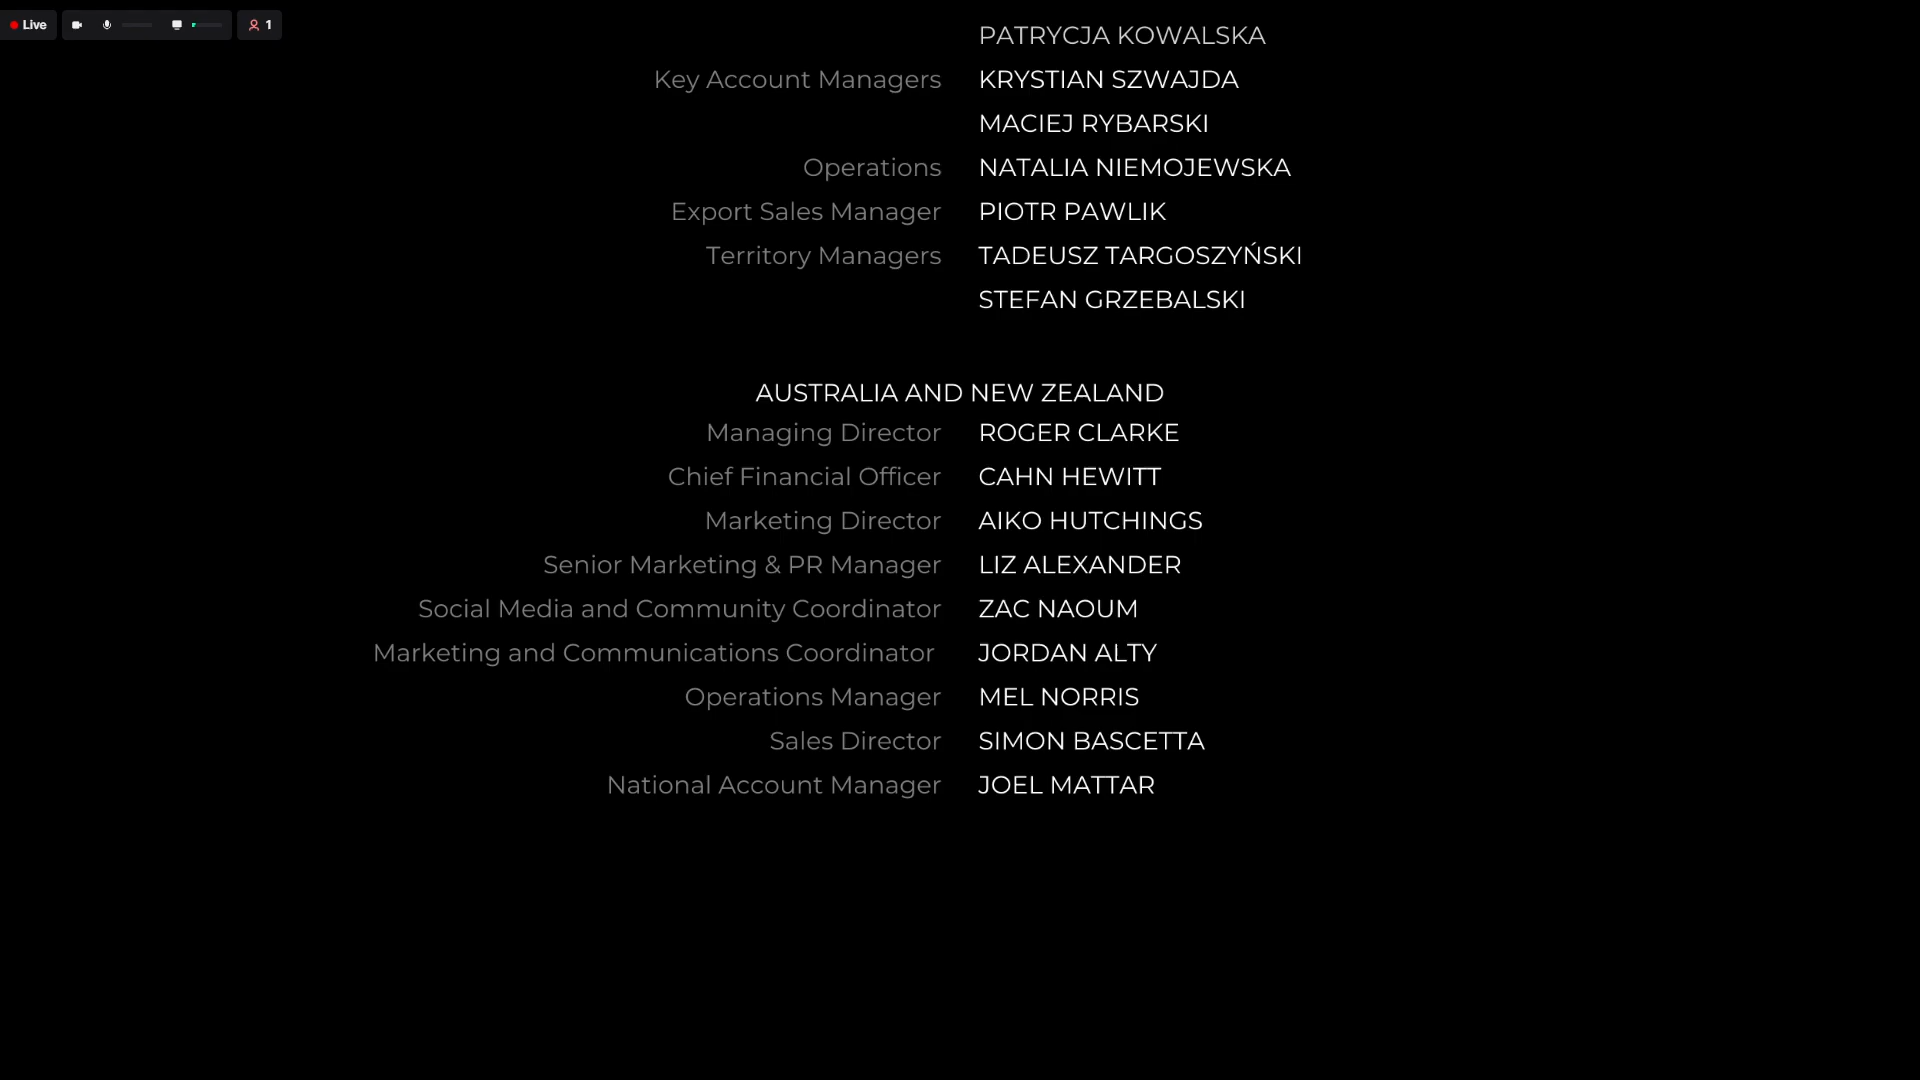 Live 1
PATRYCJA KOWALSKA
Key Account Managers KRYSTIAN SZWAJDA
MACIEJ RYBARSKI
Operations NATALIA NIEMOJEWSKA
Export Sales Manager PIOTR PAWLIK
Territory Managers TADEUSZ TARGOSZYŃSKI
STEFAN GRZEBALSKI
AUSTRALIA AND NEW ZEALAND
Managing Director ROGER CLARKE
Chief Financial Officer CAHN HEWITT
Marketing Director AIKO HUTCHINGS
Senior Marketing & PR Manager LIZ ALEXANDER
Social Media and Community Coordinator ZAC NAOUM
Marketing and Communications Coordinator JORDAN ALTY
Operations Manager MEL NORRIS
Sales Director SIMON BASCETTA
National Account Manager JOEL MATTAR